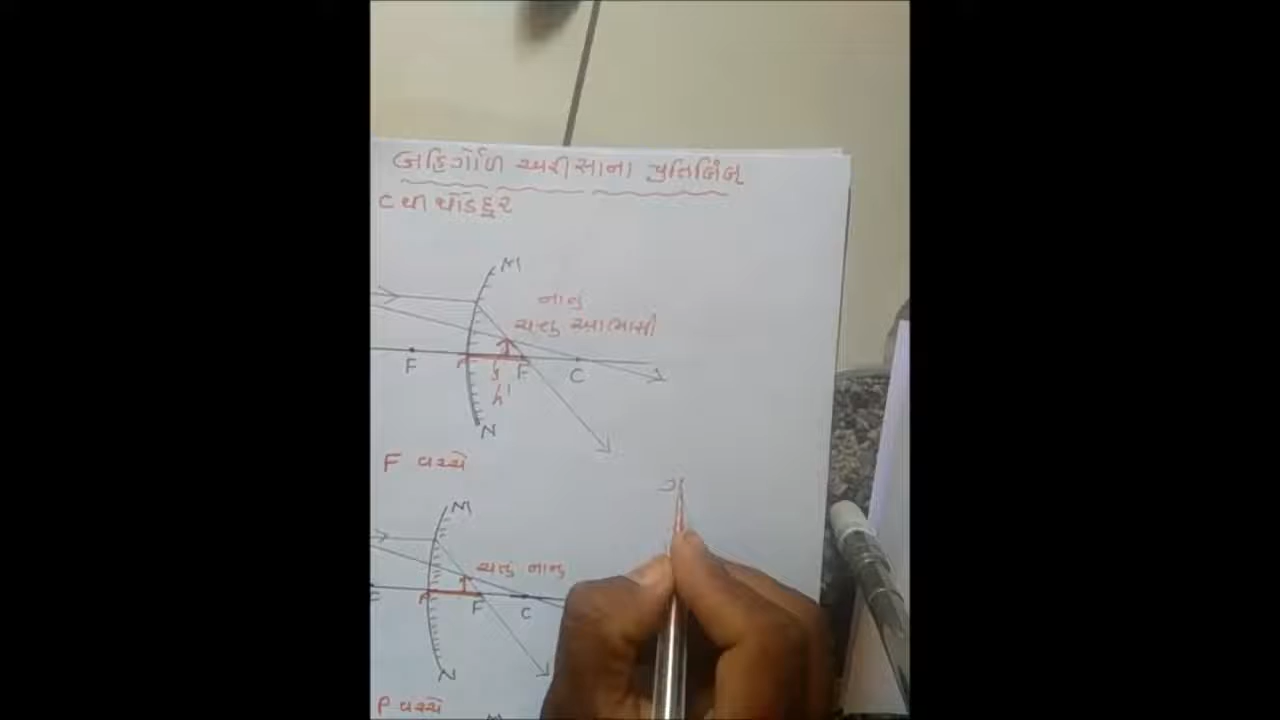 બહિર્ગોળ અરીસાના પ્રતિબિંબ
C થી થોડે દૂર
M
નાનું
ચત્તુ આભાસી
F
F
C
h'
N
F વચ્ચે
M
ચત્તુ નાનુ
F
F
C
N
P વચ્ચે
M